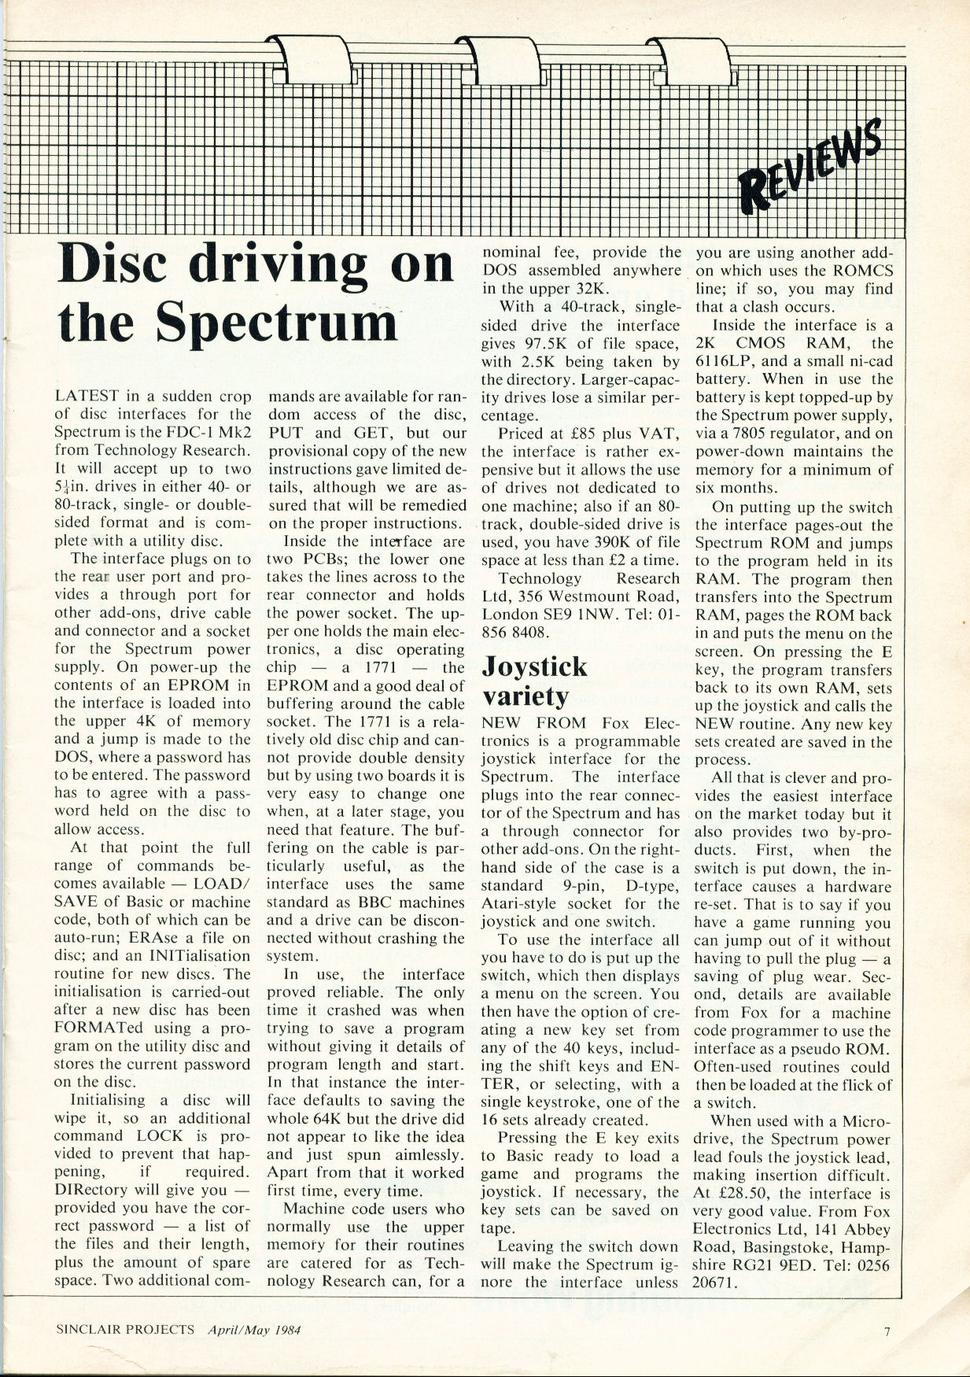 REVIEWS
Disc driving on
the Spectrum
LATEST in a sudden crop
of disc interfaces for the
Spectrum is the FDC-1 Mk2
from Technology Research.
It will accept up to two
5¼in. drives in either 40- or
80-track, single- or double-
sided format and is com-
plete with a utility disc.
The interface plugs on to
the rear user port and pro-
vides a through port for
other add-ons, drive cable
and connector and a socket
for the Spectrum power
supply. On power-up the
contents of an EPROM in
the interface is loaded into
the upper 4K of memory
and a jump is made to the
DOS, where a password has
to be entered. The password
has to agree with a pass-
word held on the disc to
allow access.
At that point the full
range of commands be-
comes available — LOAD/
SAVE of Basic or machine
code, both of which can be
auto-run; ERAse a file on
disc; and an INITialisation
routine for new discs. The
initialisation is carried-out
after a new disc has been
FORMATed using a pro-
gram on the utility disc and
stores the current password
on the disc.
Initialising a disc will
wipe it, so an additional
command LOCK is pro-
vided to prevent that hap-
pening, if required.
DIRectory will give you —
provided you have the cor-
rect password — a list of
the files and their length,
plus the amount of spare
space. Two additional com-
mands are available for ran-
dom access of the disc,
PUT and GET, but our
provisional copy of the new
instructions gave limited de-
tails, although we are as-
sured that will be remedied
on the proper instructions.
Inside the interface are
two PCBs; the lower one
takes the lines across to the
rear connector and holds
the power socket. The up-
per one holds the main elec-
tronics, a disc operating
chip — a 1771 — the
EPROM and a good deal of
buffering around the cable
socket. The 1771 is a rela-
tively old disc chip and can-
not provide double density
but by using two boards it is
very easy to change one
when, at a later stage, you
need that feature. The buf-
fering on the cable is par-
ticularly useful, as the
interface uses the same
standard as BBC machines
and a drive can be discon-
nected without crashing the
system.
In use, the interface
proved reliable. The only
time it crashed was when
trying to save a program
without giving it details of
program length and start.
In that instance the inter-
face defaults to saving the
whole 64K but the drive did
not appear to like the idea
and just spun aimlessly.
Apart from that it worked
first time, every time.
Machine code users who
normally use the upper
memory for their routines
are catered for as Tech-
nology Research can, for a
nominal fee, provide the
DOS assembled anywhere
in the upper 32K.
With a 40-track, single-
sided drive the interface
gives 97.5K of file space,
with 2.5K being taken by
the directory. Larger-capac-
ity drives lose a similar per-
centage.
Priced at £85 plus VAT,
the interface is rather ex-
pensive but it allows the use
of drives not dedicated to
one machine; also if an 80-
track, double-sided drive is
used, you have 390K of file
space at less than £2 a time.
Technology Research
Ltd, 356 Westmount Road,
London SE9 1NW. Tel: 01-
856 8408.
Joystick
variety
NEW FROM Fox Elec-
tronics is a programmable
joystick interface for the
Spectrum. The interface
plugs into the rear connec-
tor of the Spectrum and has
a through connector for
other add-ons. On the right-
hand side of the case is a
standard 9-pin, D-type,
Atari-style socket for the
joystick and one switch.
To use the interface all
you have to do is put up the
switch, which then displays
a menu on the screen. You
then have the option of cre-
ating a new key set from
any of the 40 keys, includ-
ing the shift keys and EN-
TER, or selecting, with a
single keystroke, one of the
16 sets already created.
Pressing the E key exits
to Basic ready to load a
game and programs the
joystick. If necessary, the
key sets can be saved on
tape.
Leaving the switch down
will make the Spectrum ig-
nore the interface unless
you are using another add-
on which uses the ROMCS
line; if so, you may find
that a clash occurs.
Inside the interface is a
2K CMOS RAM, the
6116LP, and a small ni-cad
battery. When in use the
battery is kept topped-up by
the Spectrum power supply,
via a 7805 regulator, and on
power-down maintains the
memory for a minimum of
six months.
On putting up the switch
the interface pages-out the
Spectrum ROM and jumps
to the program held in its
RAM. The program then
transfers into the Spectrum
RAM, pages the ROM back
in and puts the menu on the
screen. On pressing the E
key, the program transfers
back to its own RAM, sets
up the joystick and calls the
NEW routine. Any new key
sets created are saved in the
process.
All that is clever and pro-
vides the easiest interface
on the market today but it
also provides two by-pro-
ducts. First, when the
switch is put down, the in-
terface causes a hardware
re-set. That is to say if you
have a game running you
can jump out of it without
having to pull the plug — a
saving of plug wear. Sec-
ond, details are available
from Fox for a machine
code programmer to use the
interface as a pseudo ROM.
Often-used routines could
then be loaded at the flick of
a switch.
When used with a Micro-
drive, the Spectrum power
lead fouls the joystick lead,
making insertion difficult.
At £28.50, the interface is
very good value. From Fox
Electronics Ltd, 141 Abbey
Road, Basingstoke, Hamp-
shire RG21 9ED. Tel: 0256
20671.
SINCLAIR PROJECTS April/May 1984
7